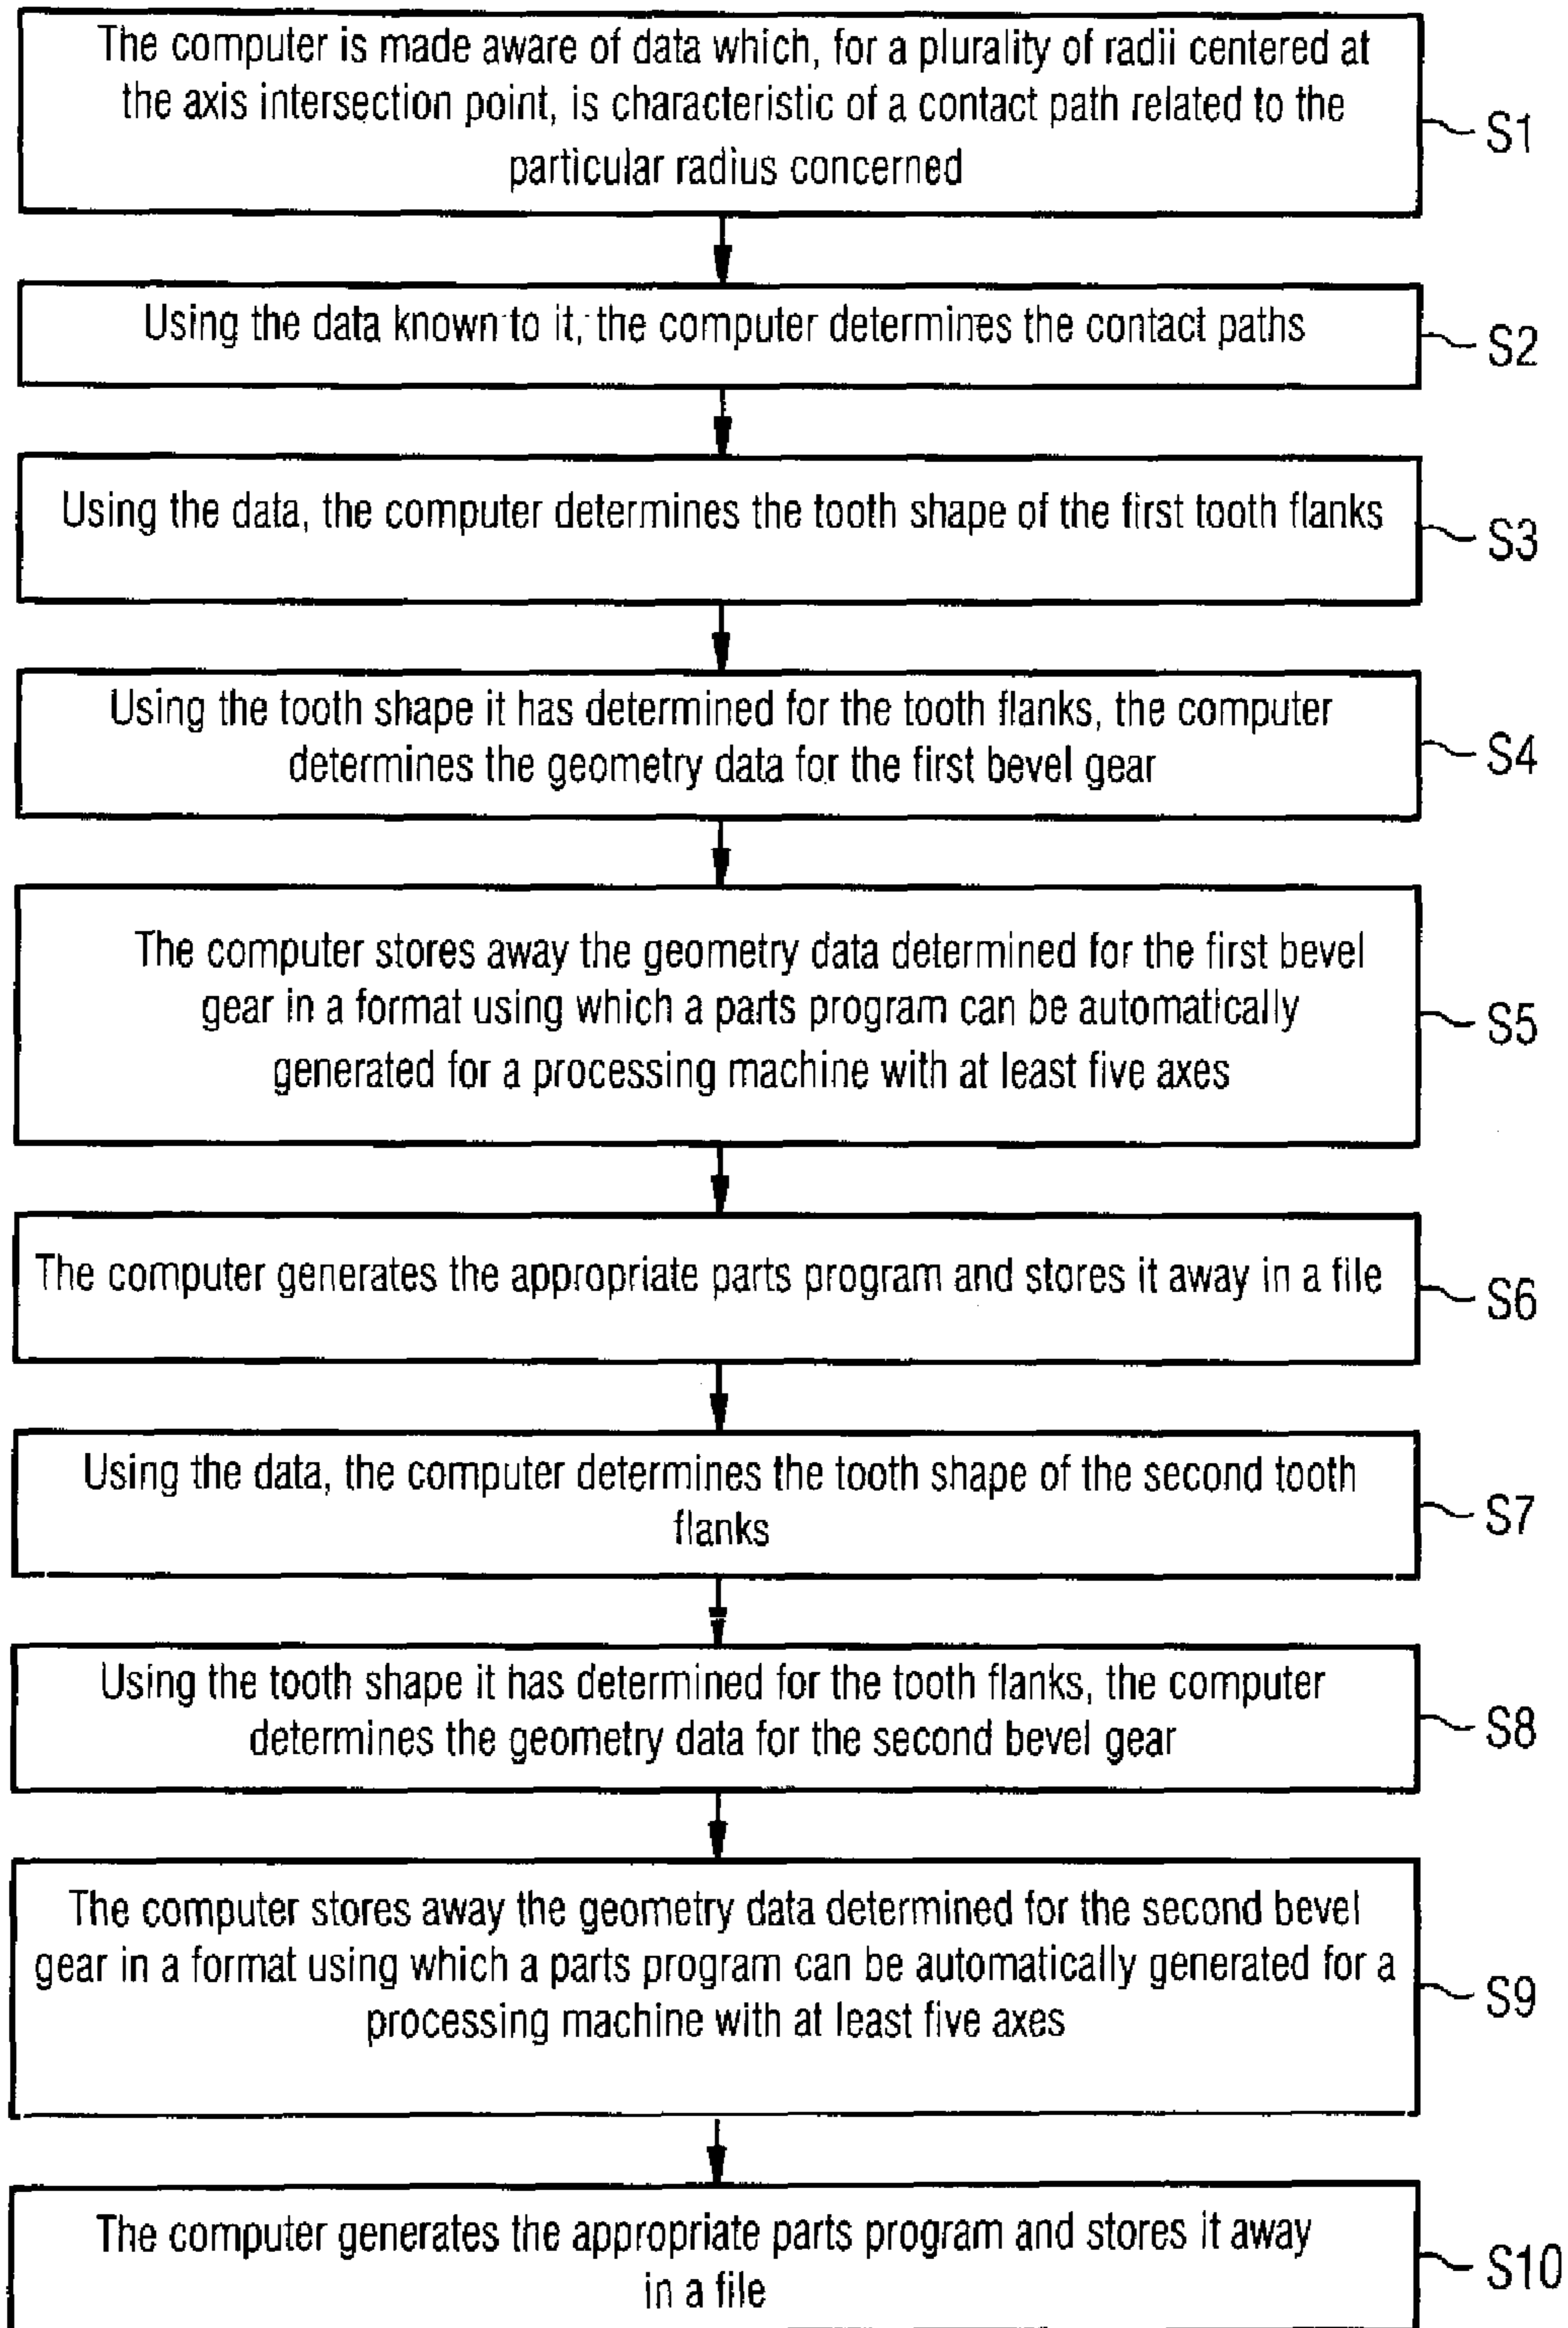 The computer is made aware of data which, for a plurality of radii centered at
the axis intersection point, is characteristic of a contact path related to the
particular radius concerned
S1
Using the data known to it, the computer determines the contact paths
S2
Using the data, the computer determines the tooth shape of the first tooth flanks
S3
Using the tooth shape it has determined for the tooth flanks, the computer
determines the geometry data for the first bevel gear
S4
The computer stores away the geometry data determined for the first bevel
gear in a format using which a parts program can be automatically
generated for a processing machine with at least five axes
S5
The computer generates the appropriate parts program and stores it away in a file
S6
Using the data, the computer determines the tooth shape of the second tooth
flanks
S7
Using the tooth shape it has determined for the tooth flanks, the computer
determines the geometry data for the second bevel gear
S8
The computer stores away the geometry data determined for the second bevel
gear in a format using which a parts program can be automatically generated for a
processing machine with at least five axes
S9
The computer generates the appropriate parts program and stores it away
in a file
S10